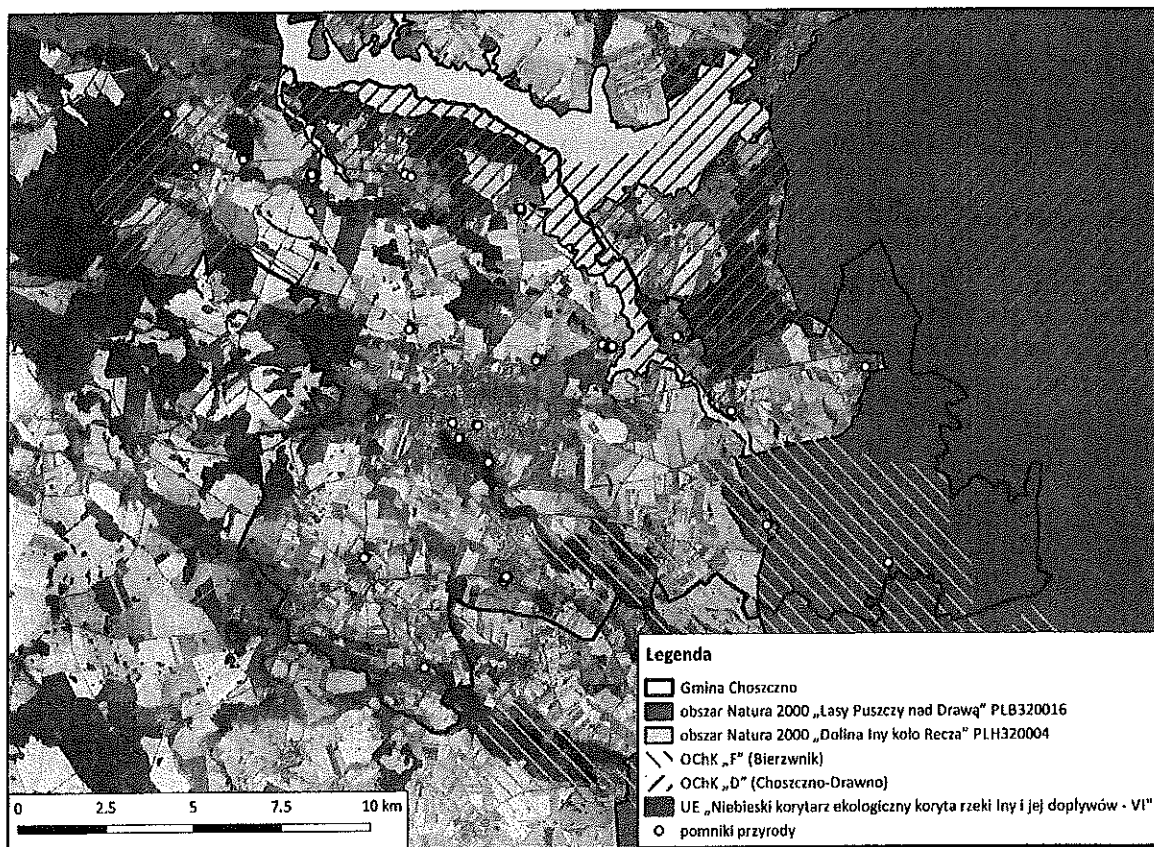 Legenda
Gmina Choszczno
obszar Natura 2000 „Lasy Puszczy nad Drawą" PLB320016
obszar Natura 2000 „Dolina Iny koło Recza" PLH320004
OChK „F" (Bierzwnik)
OChK „D" (Choszczno-Drawno)
UE „Niebieski korytarz ekologiczny koryta rzeki Iny i jej dopływów - VI"
pomniki przyrody
0 2.5 5 7.5 10 km